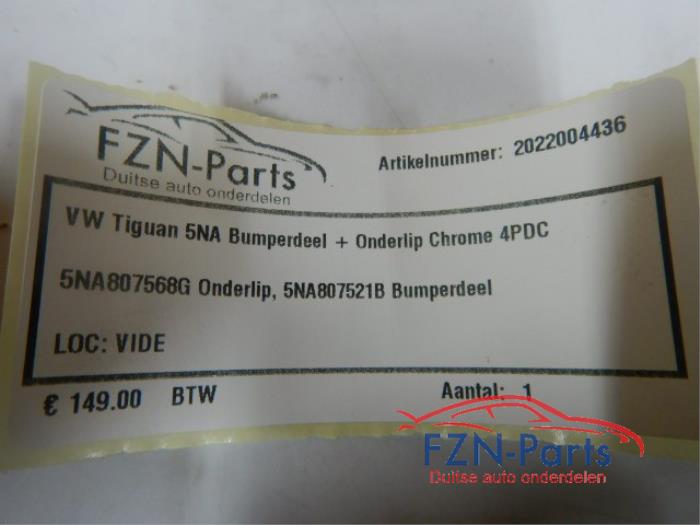 FZN-Parts
Duitse auto onderdelen
Artikelnummer: 2022004436
VW Tiguan 5NA Bumperdeel + Onderlip Chrome 4PDC
5NA807568G Onderlip, 5NA807521B Bumperdeel
LOC: VIDE
€ 149.00 BTW
Aantal: 1
FZN-Parts
Duitse auto onderdelen